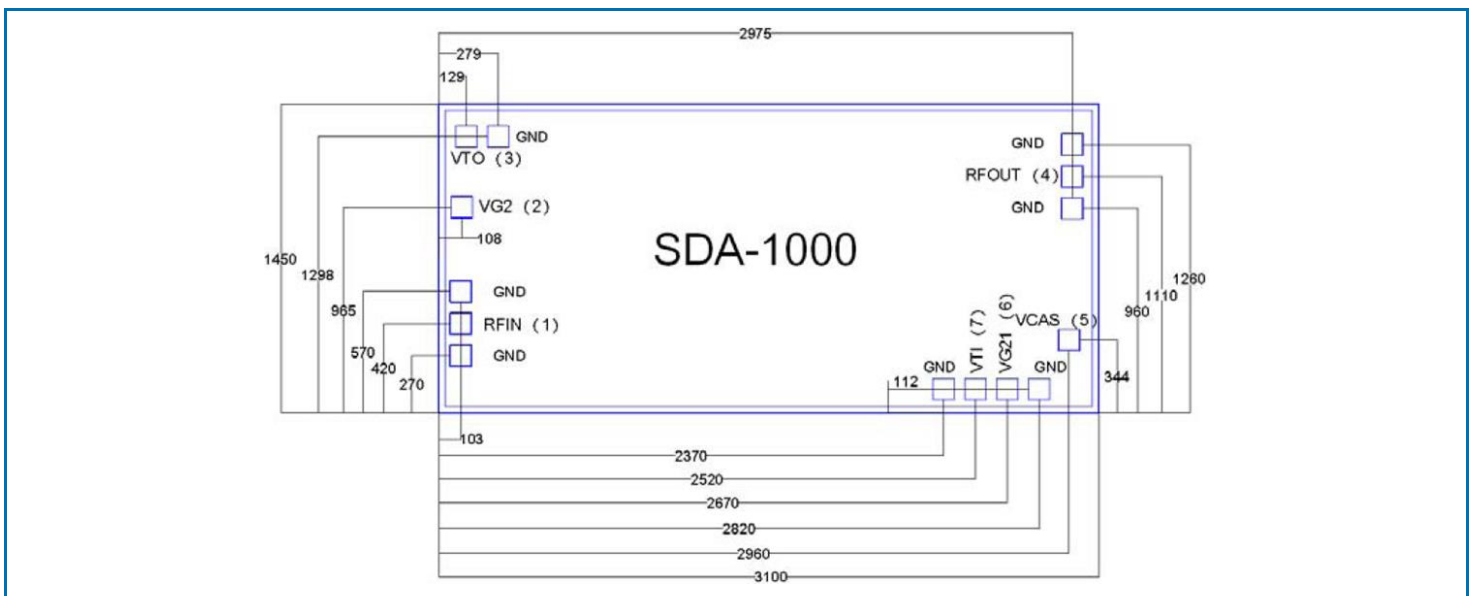 2975
279
129
GND
VTO (3)
GND
RFOUT (4)
GND
VG2 (2)
108
SDA-1000
1450
1298
965
570
420
270
GND
RFIN (1)
GND
103
1260
1110
960
344
VCAS (5)
VG21 (6)
VTI (7)
GND
GND
112
2370
2520
2670
2820
2960
3100